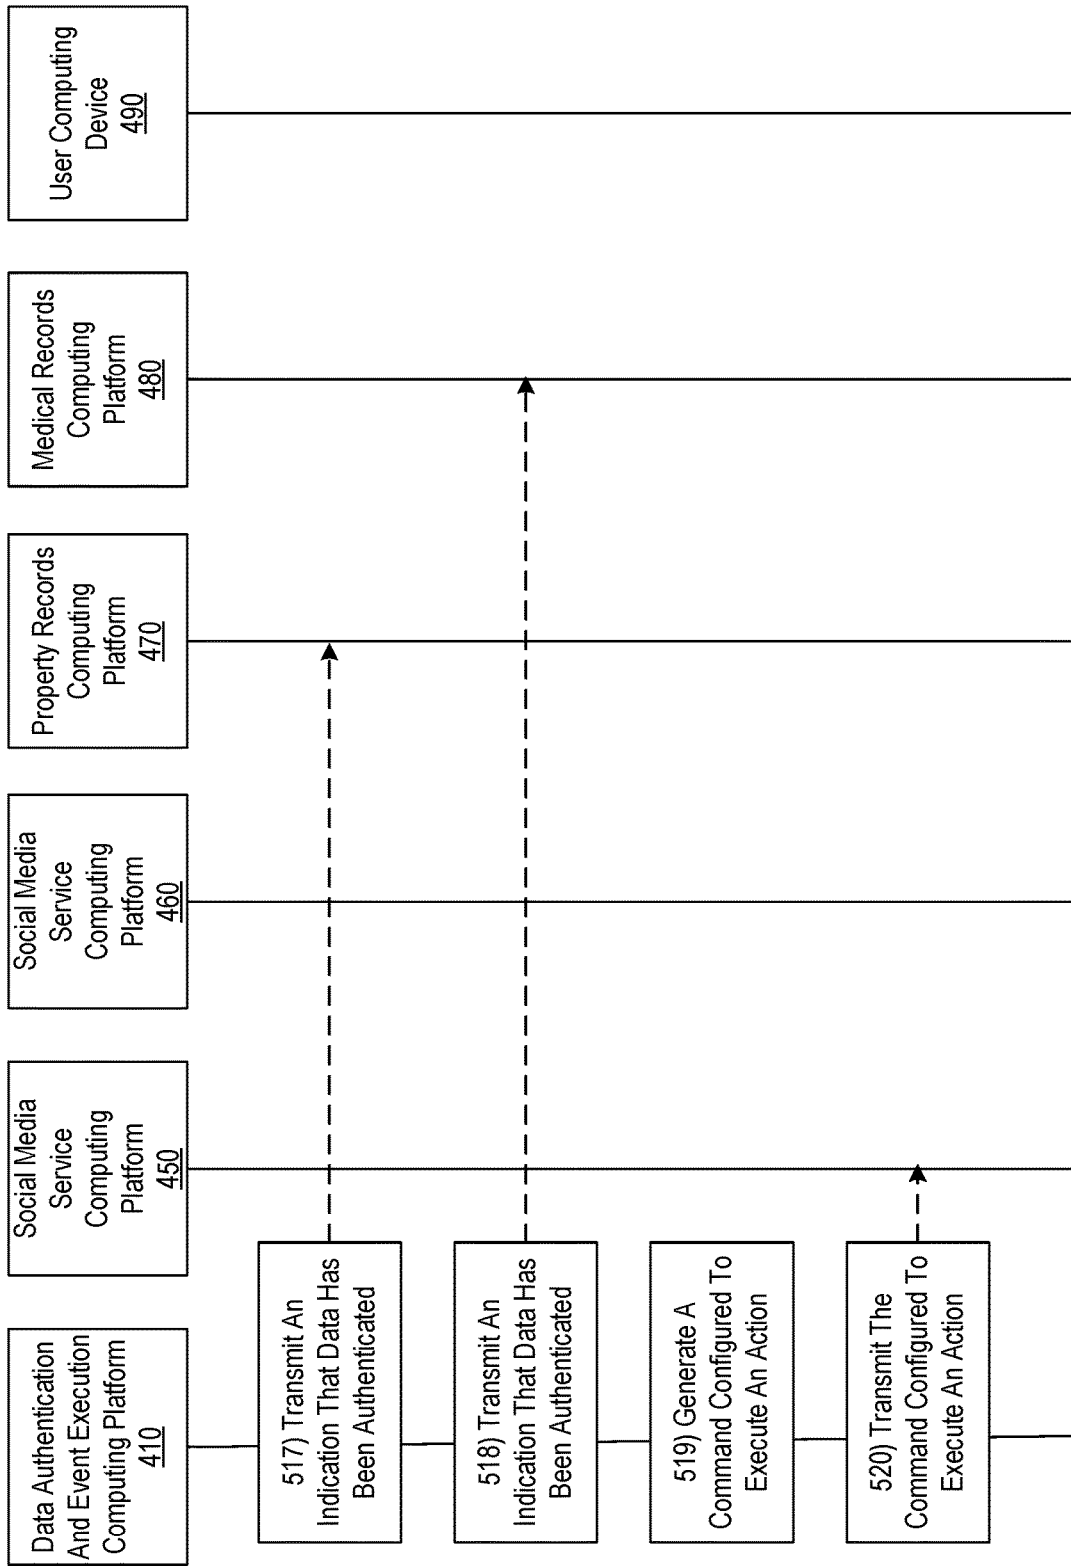 Data Authentication
And Event Execution
Computing Platform
410
Social Media
Service
Computing
Platform
450
Social Media
Service
Computing
Platform
460
Property Records
Computing
Platform
470
Medical Records
Computing
Platform
480
User Computing
Device
490
517) Transmit An
Indication That Data Has
Been Authenticated
518) Transmit An
Indication That Data Has
Been Authenticated
519) Generate A
Command Configured To
Execute An Action
520) Transmit The
Command Configured To
Execute An Action